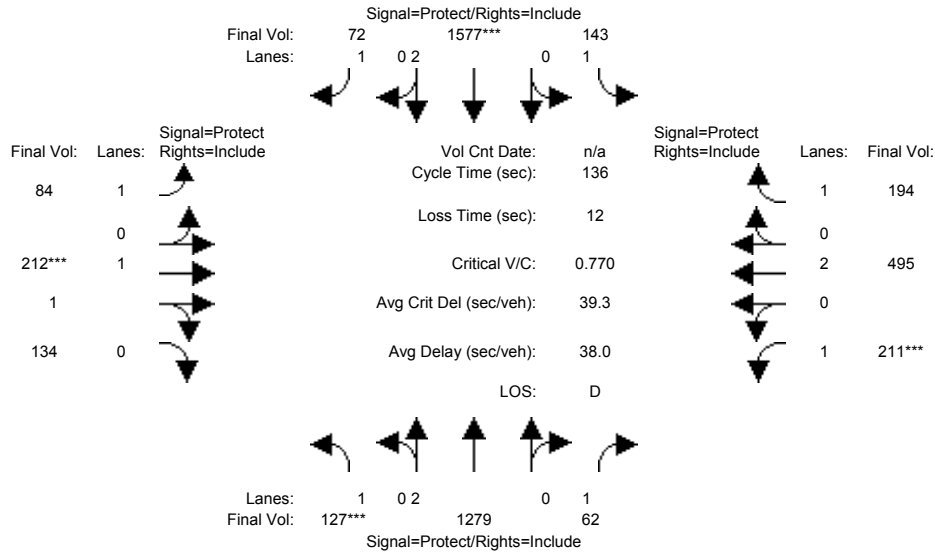 Signal=Protect/Rights=Include
Final Vol: 72 1577*** 143
Lanes: 1 0 2 0 1
Signal=Protect Signal=Protect
Final Vol: Lanes: Rights=Include Vol Cnt Date: n/a Rights=Include Lanes: Final Vol:
Cycle Time (sec): 136
84 1 1 194
Loss Time (sec): 12
0 0
212*** 1 Critical V/C: 0.770 2 495
1 Avg Crit Del (sec/veh): 39.3 0
134 0 Avg Delay (sec/veh): 38.0 1 211***
LOS: D
Lanes: 1 0 2 0 1
Final Vol: 127*** 1279 62
Signal=Protect/Rights=Include